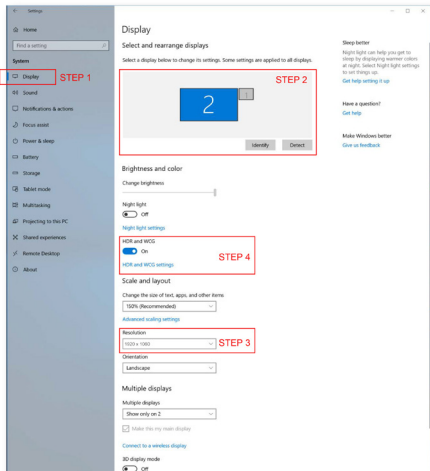 Settings
Home
Find a setting
System
Display
STEP 1
Sound
Notifications & actions
Focus assist
Power & sleep
Battery
Storage
Tablet mode
Multitasking
Projecting to this PC
Shared experiences
Remote Desktop
About
Display
Select and rearrange displays
Select a display below to change its settings. Some settings are applied to all displays.
STEP 2
2
1
Identify
Detect
Brightness and color
Change brightness
Night light
Off
Night light settings
HDR and WCG
On
STEP 4
HDR and WCG settings
Scale and layout
Change the size of text, apps, and other items
150% (Recommended)
Advanced scaling settings
Resolution
1920 x 1080
STEP 3
Orientation
Landscape
Multiple displays
Multiple displays
Show only on 2
Make this my main display
Connect to a wireless display
3D display mode
Off
Sleep better
Night light can help you get to
sleep by displaying warmer colors
at night. Select Night light settings
to set things up.
Get help setting it up
Have a question?
Get help
Make Windows better
Give us feedback